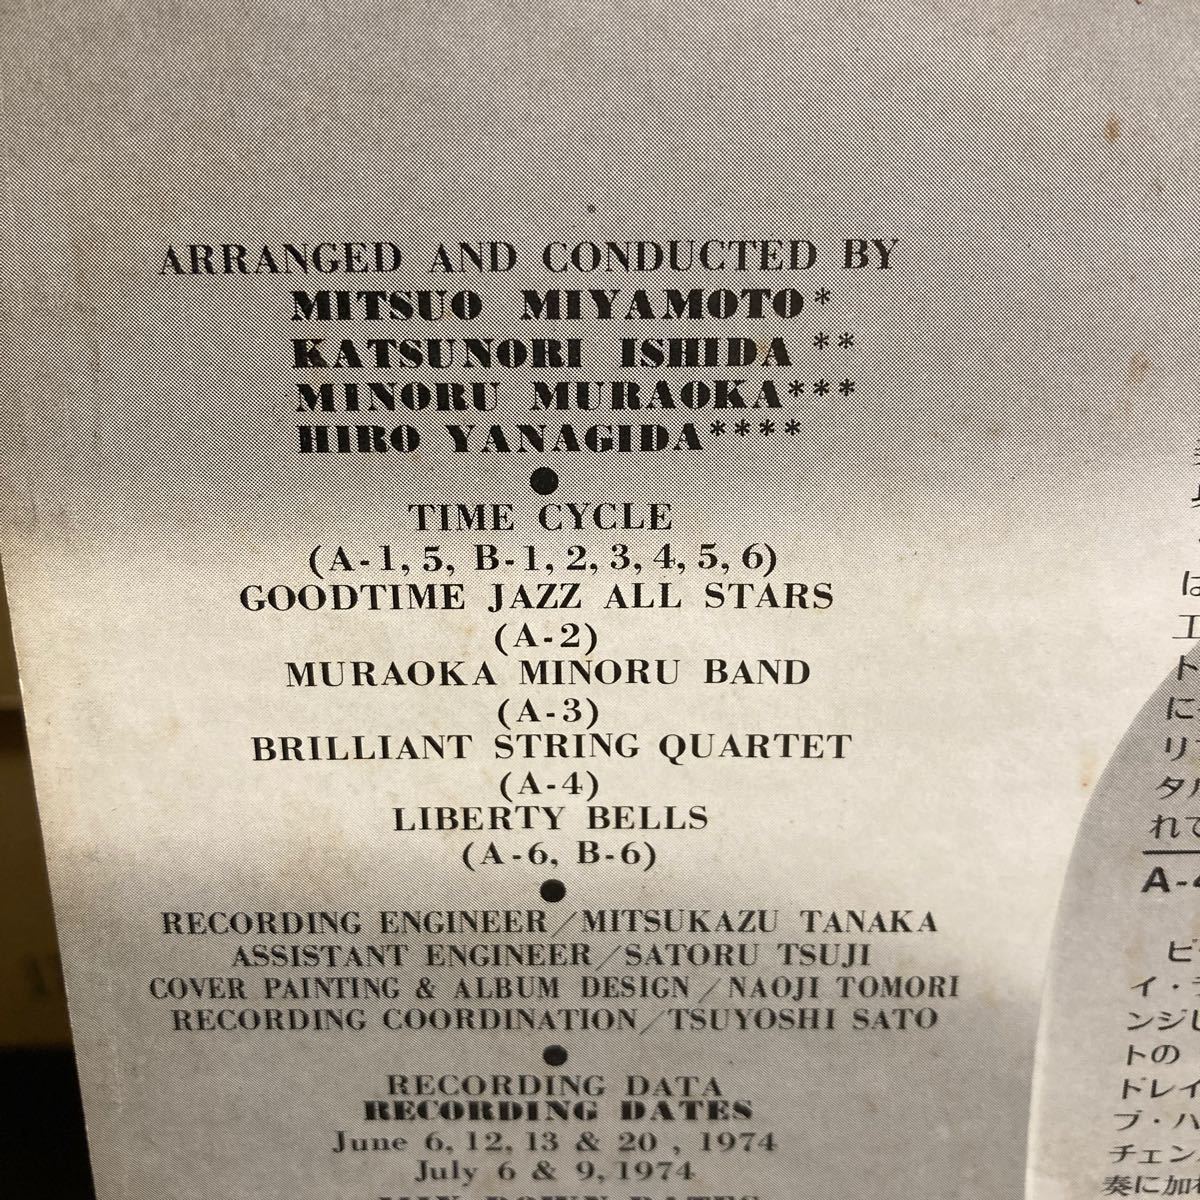 ARRANGED AND CONDUCTED BY
MITSUO MIYAMOTO*
KATSUNORI ISHIDA **
MINORU MURAOKA***
HIRO YANAGIDA****
●
TIME CYCLE
(A-1, 5, B-1, 2, 3, 4, 5, 6)
GOODTIME JAZZ ALL STARS
(A-2)
MURAOKA MINORU BAND
(A-3)
BRILLIANT STRING QUARTET
(A-4)
LIBERTY BELLS
(A-6, B-6)
●
RECORDING ENGINEER/MITSUKAZU TANAKA
ASSISTANT ENGINEER/SATORU TSUJI
COVER PAINTING & ALBUM DESIGN/NAOJI TOMORI
RECORDING COORDINATION/TSUYOSHI SATO
●
RECORDING DATA
RECORDING DATES
June 6, 12, 13 & 20 , 1974
July 6 & 9, 1974
MIX DOWN DATES
は
エ
ト
に
リ
タル
れて
A-4
ビ
イ・
ンジし
トの
ドレイ
ブ・ハ
チェン
奏に加